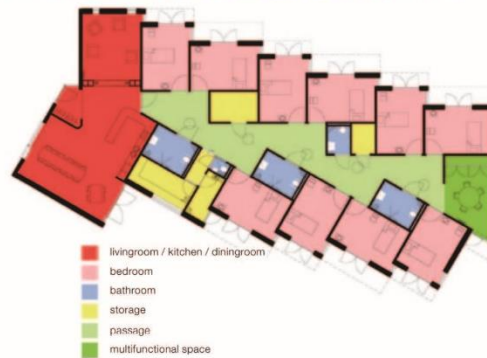 livingroom / kitchen / diningroom
bedroom
bathroom
storage
passage
multifunctional space